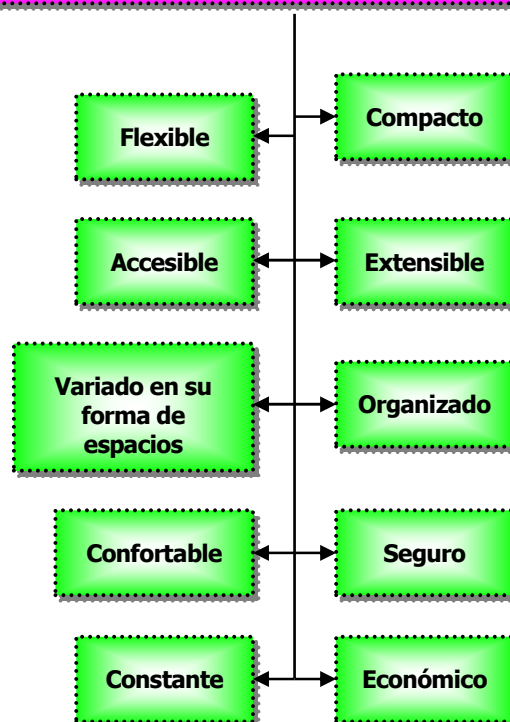 Compacto
Flexible
Accesible
Extensible
Variado en su
forma de
espacios
Organizado
Confortable
Seguro
Constante
Económico